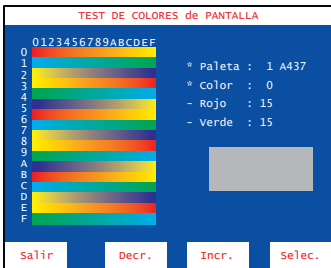 TEST DE COLORES de PANTALLA
0123456789ABCDEF
0
1
2
3
4
5
6
7
8
9
A
B
C
D
E
F
* Paleta : 1 A437
* Color : 0
- Rojo : 15
- Verde : 15
Salir Decr. Incr. Selec.